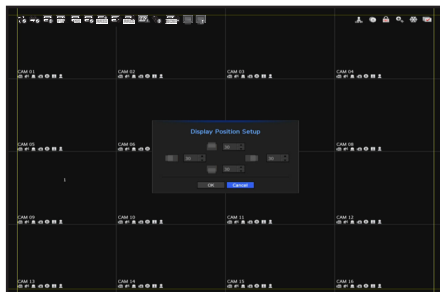 CAM 01
CAM 02
CAM 03
CAM 04
CAM 05
CAM 06
CAM 08
Display Position Setup
OK
Cancel
CAM 09
CAM 10
CAM 11
CAM 12
CAM 13
CAM 14
CAM 15
CAM 16